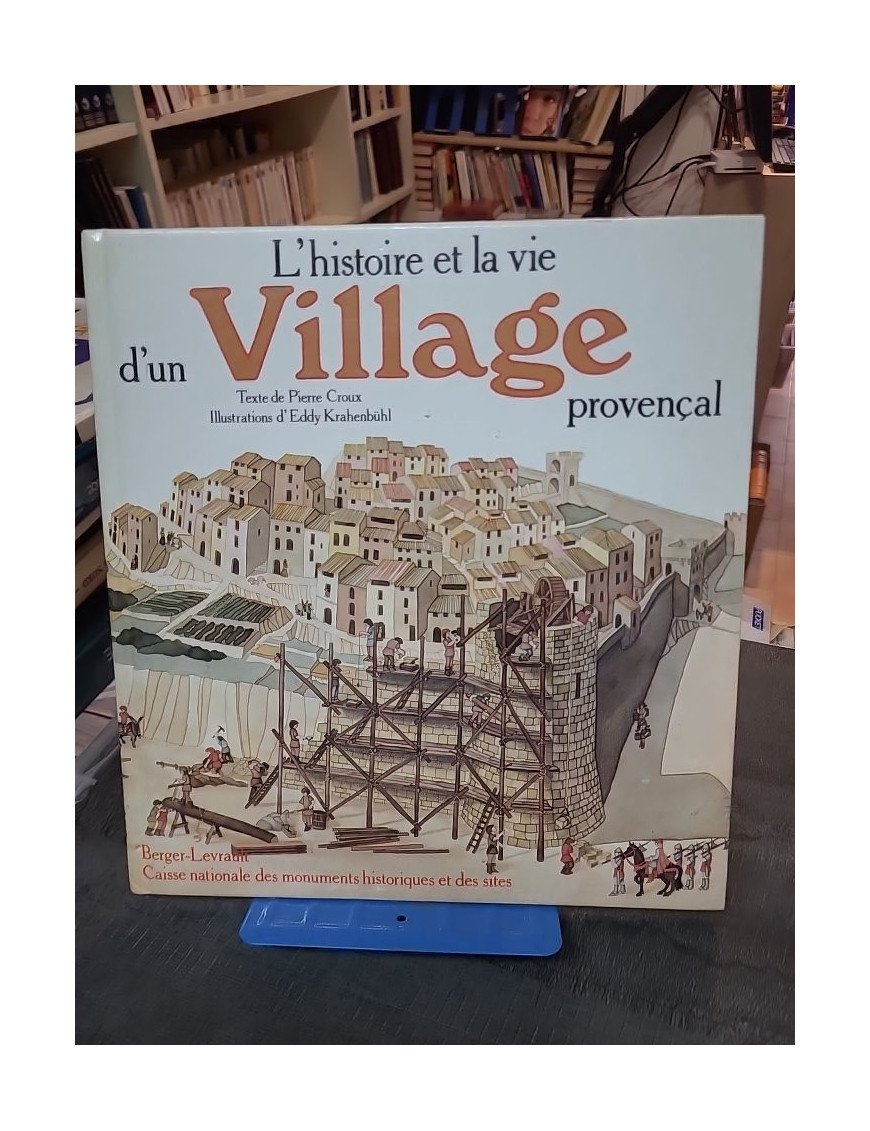 L'histoire et la vie
d'un Village
provençal
Texte de Pierre Croux
Illustrations d'Eddy Krahenbühl
Berger-Levrault
Caisse nationale des monuments historiques et des sites